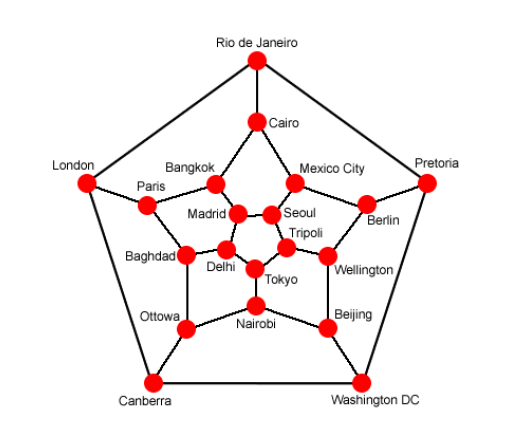 Rio de Janeiro
Cairo
London
Bangkok
Mexico City
Pretoria
Paris
Madrid
Seoul
Berlin
Tripoli
Baghdad
Delhi
Wellington
Tokyo
Ottowa
Nairobi
Beijing
Canberra
Washington DC